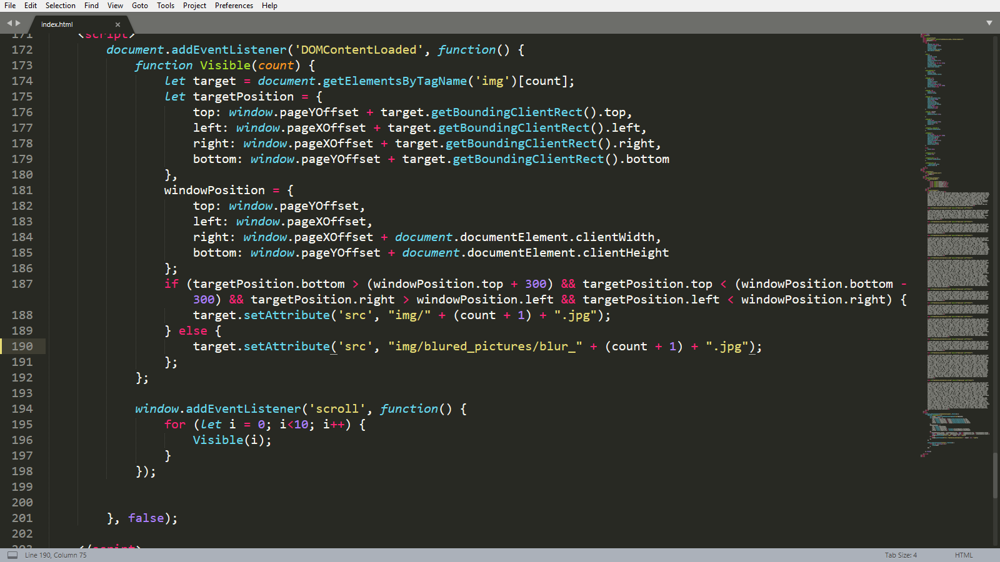 File Edit Selection Find View Goto Tools Project Preferences Help
index.html ×
171 <script>
172 document.addEventListener('DOMContentLoaded', function() {
173 function Visible(count) {
174 let target = document.getElementsByTagName('img')[count];
175 let targetPosition = {
176 top: window.pageYOffset + target.getBoundingClientRect().top,
177 left: window.pageXOffset + target.getBoundingClientRect().left,
178 right: window.pageXOffset + target.getBoundingClientRect().right,
179 bottom: window.pageYOffset + target.getBoundingClientRect().bottom
180 },
181 windowPosition = {
182 top: window.pageYOffset,
183 left: window.pageXOffset,
184 right: window.pageXOffset + document.documentElement.clientWidth,
185 bottom: window.pageYOffset + document.documentElement.clientHeight
186 };
187 if (targetPosition.bottom > (windowPosition.top + 300) && targetPosition.top < (windowPosition.bottom -
300) && targetPosition.right > windowPosition.left && targetPosition.left < windowPosition.right) {
188 target.setAttribute('src', "img/" + (count + 1) + ".jpg");
189 } else {
190 target.setAttribute('src', "img/blured_pictures/blur_" + (count + 1) + ".jpg");
191 };
192 };
193
194 window.addEventListener('scroll', function() {
195 for (let i = 0; i<10; i++) {
196 Visible(i);
197 }
198 });
199
200
201 }, false);
202
203 </script>
Line 190, Column 75 Tab Size: 4 HTML